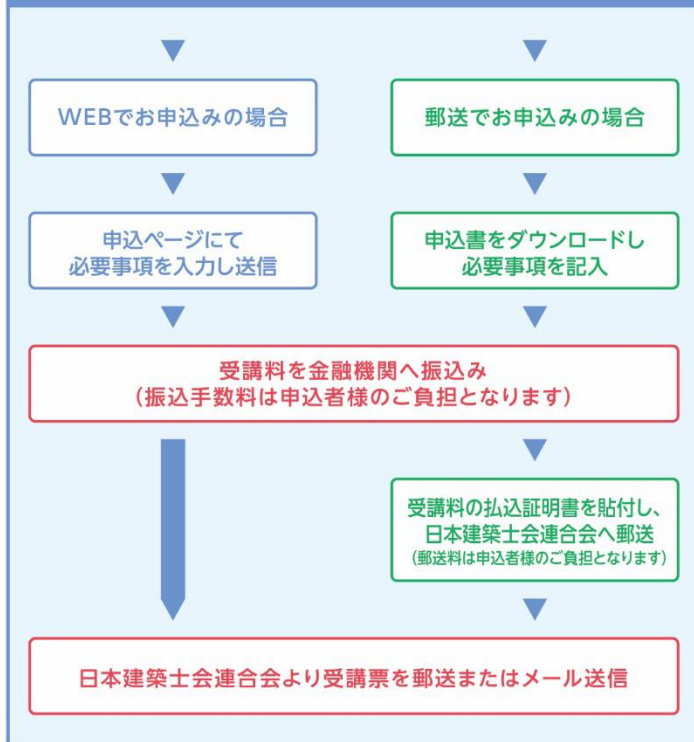 WEBでお申込みの場合
郵送でお申込みの場合
申込ページにて
必要事項を入力し送信
申込書をダウンロードし
必要事項を記入
受講料を金融機関へ振込み
（振込手数料は申込者様のご負担となります）
受講料の払込証明書を貼付し、
日本建築士会連合会へ郵送
（郵送料は申込者様のご負担となります）
日本建築士会連合会より受講票を郵送またはメール送信